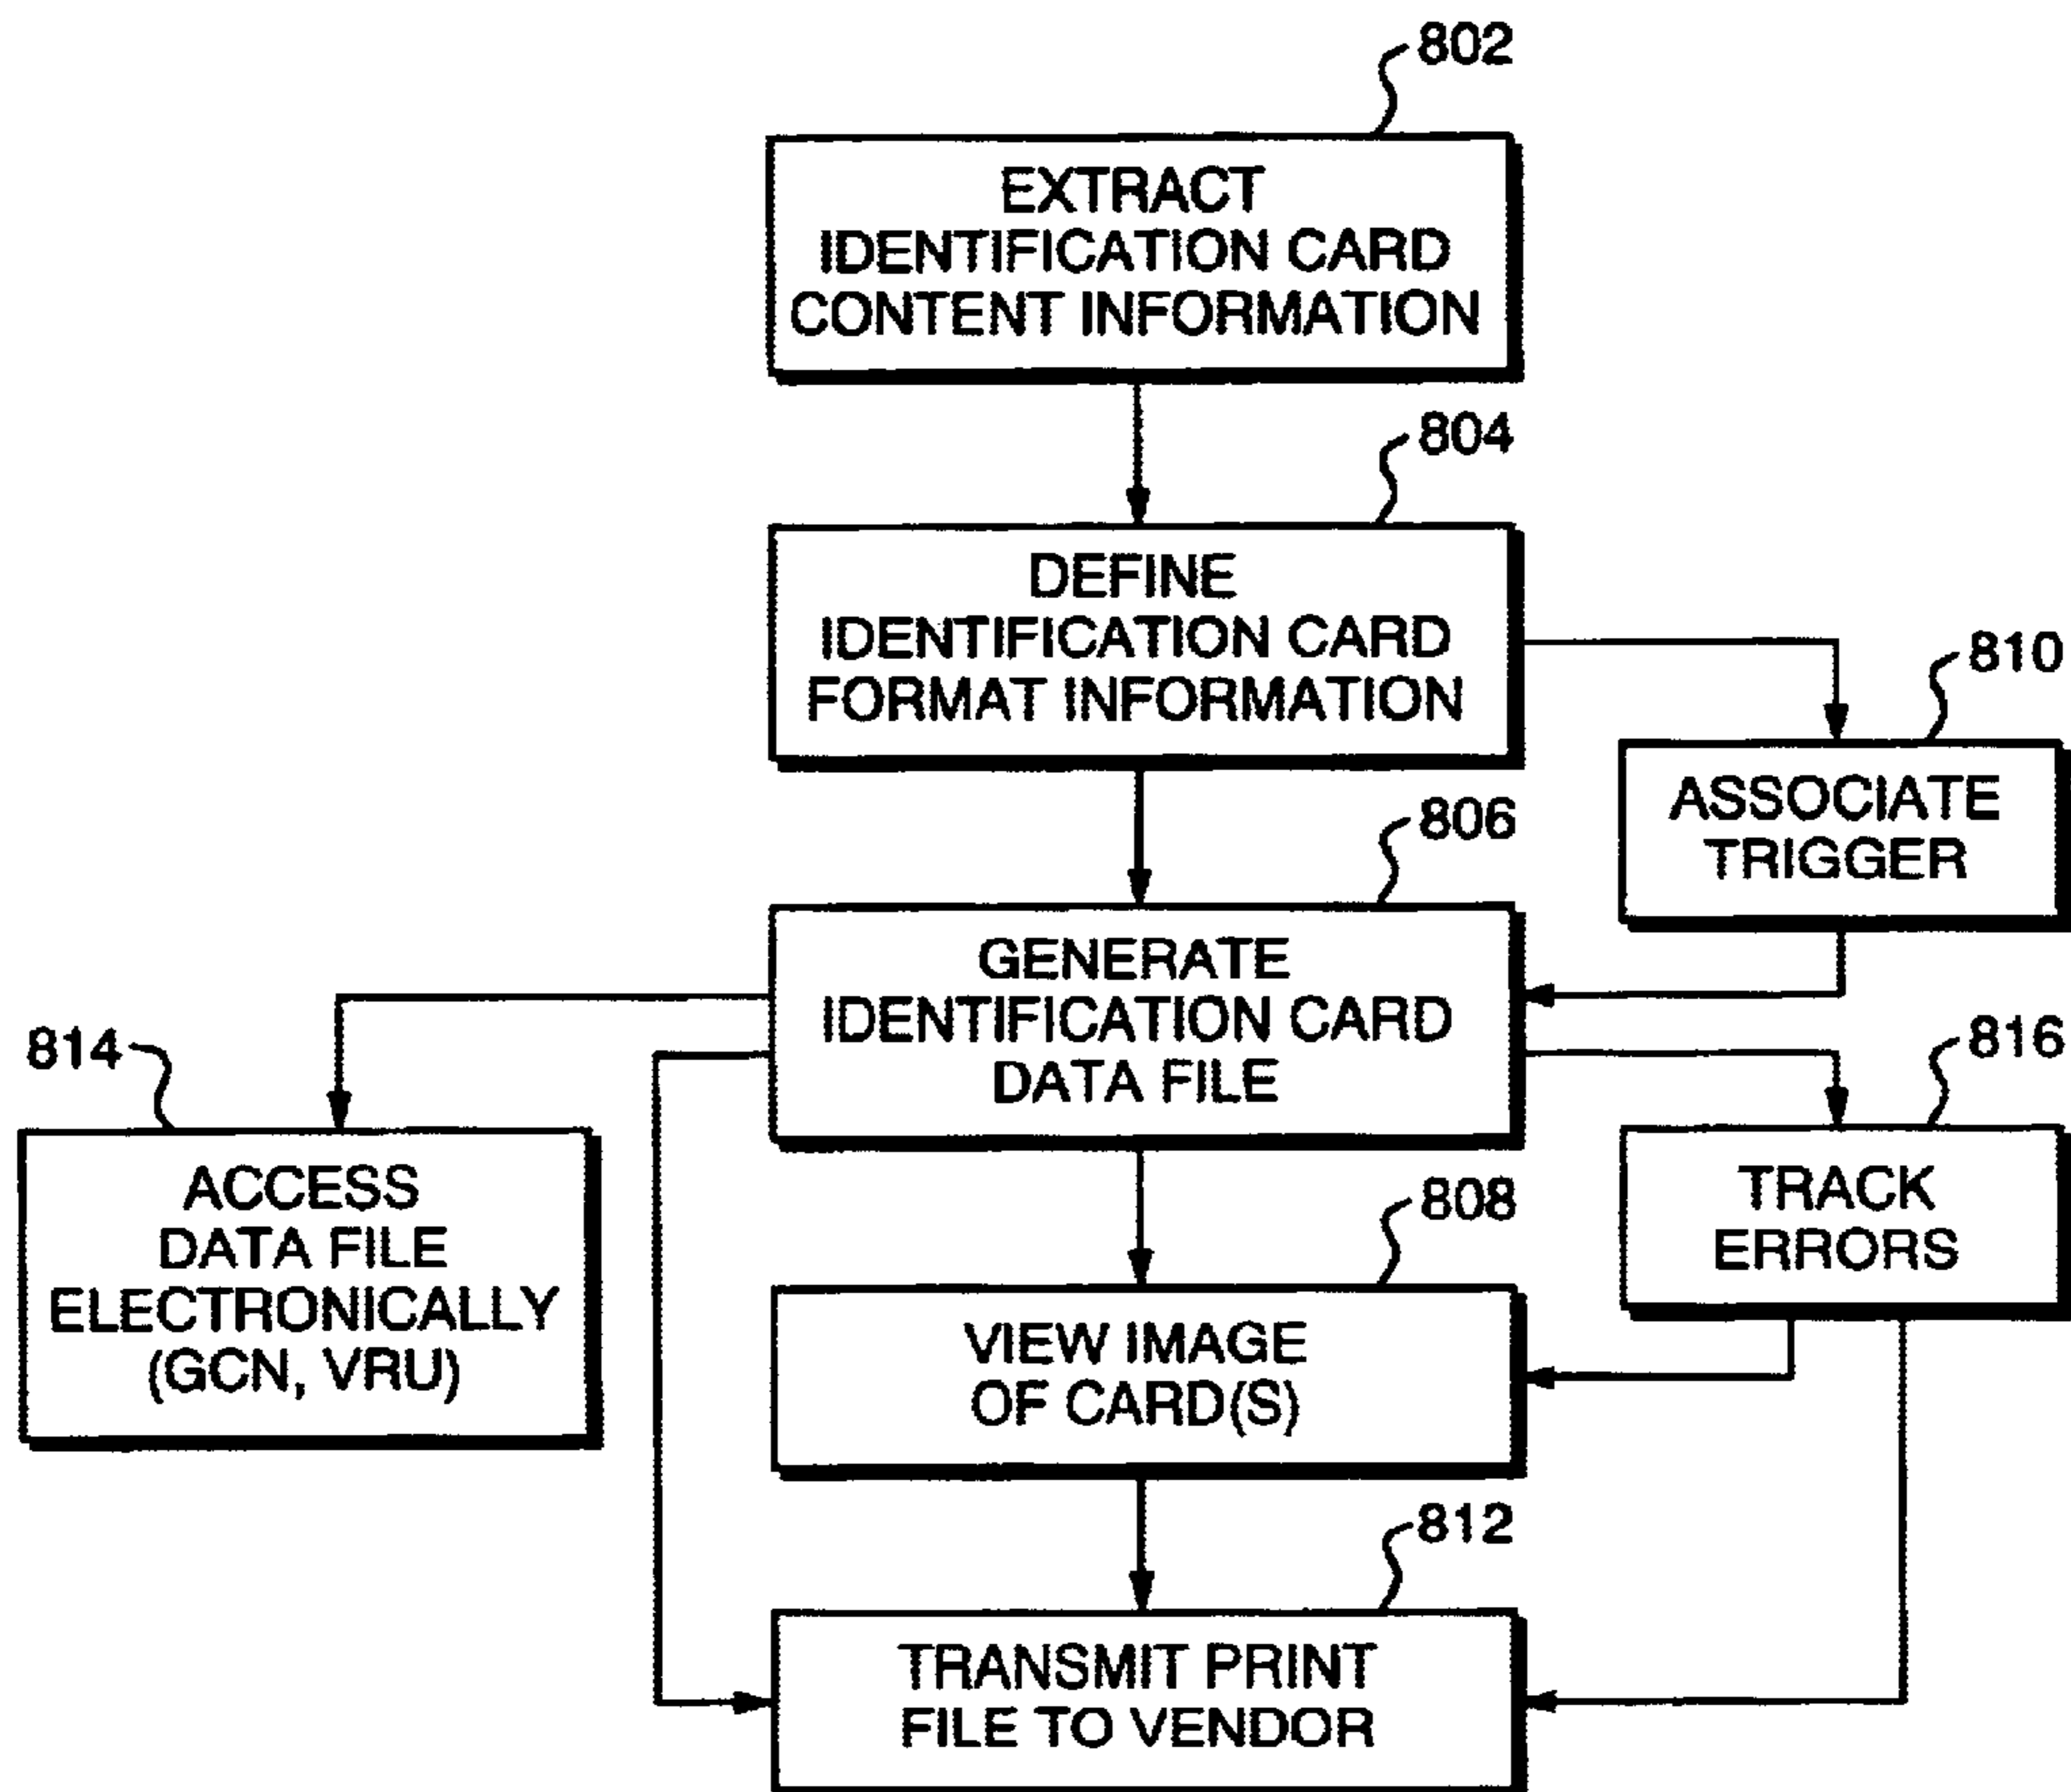 802
EXTRACT
IDENTIFICATION CARD
CONTENT INFORMATION
804
DEFINE
IDENTIFICATION CARD
FORMAT INFORMATION
810
ASSOCIATE
TRIGGER
806
GENERATE
IDENTIFICATION CARD
DATA FILE
814
ACCESS
DATA FILE
ELECTRONICALLY
(GCN, VRU)
816
TRACK
ERRORS
808
VIEW IMAGE
OF CARD(S)
812
TRANSMIT PRINT
FILE TO VENDOR